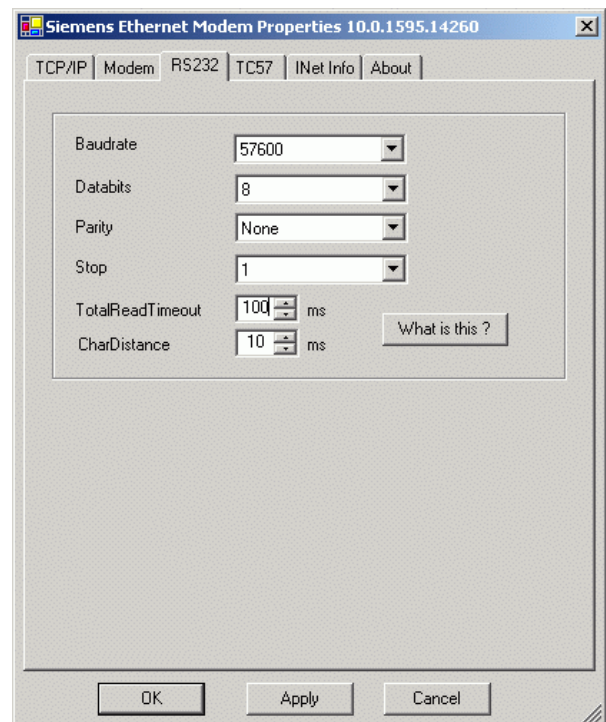 Siemens Ethernet Modem Properties 10.0.1595.14260
TCP/IP Modem RS232 TC57 INet Info About
Baudrate 57600
Databits 8
Parity None
Stop 1
TotalReadTimeout 100 ms
CharDistance 10 ms
What is this ?
OK Apply Cancel